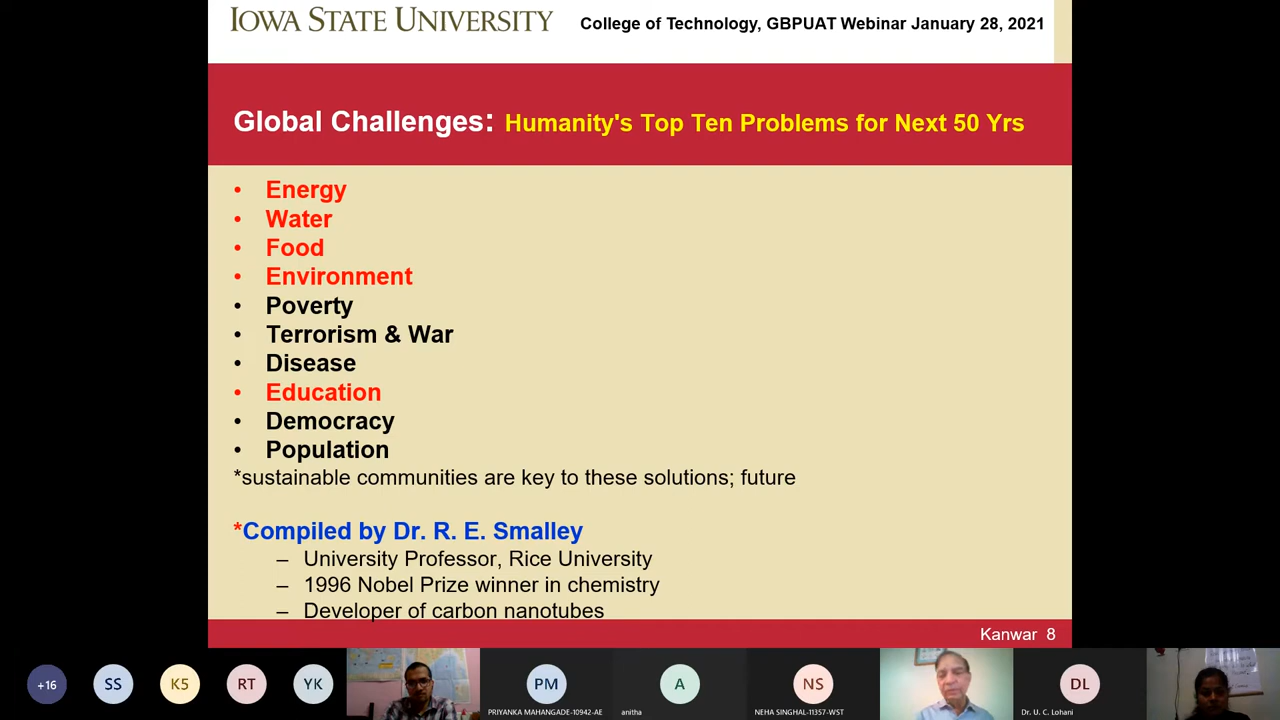 IOWA STATE UNIVERSITY
College of Technology, GBPUAT Webinar January 28, 2021
Global Challenges: Humanity's Top Ten Problems for Next 50 Yrs
• Energy
• Water
• Food
• Environment
• Poverty
• Terrorism & War
• Disease
• Education
• Democracy
• Population
*sustainable communities are key to these solutions; future
*Compiled by Dr. R. E. Smalley
– University Professor, Rice University
– 1996 Nobel Prize winner in chemistry
– Developer of carbon nanotubes
Kanwar 8
+16 SS K5 RT YK PM A NS DL
PRIYANKA MAHANGADE-10942-AE anitha NEHA SINGHAL-11357-WST Dr. U. C. Lohani